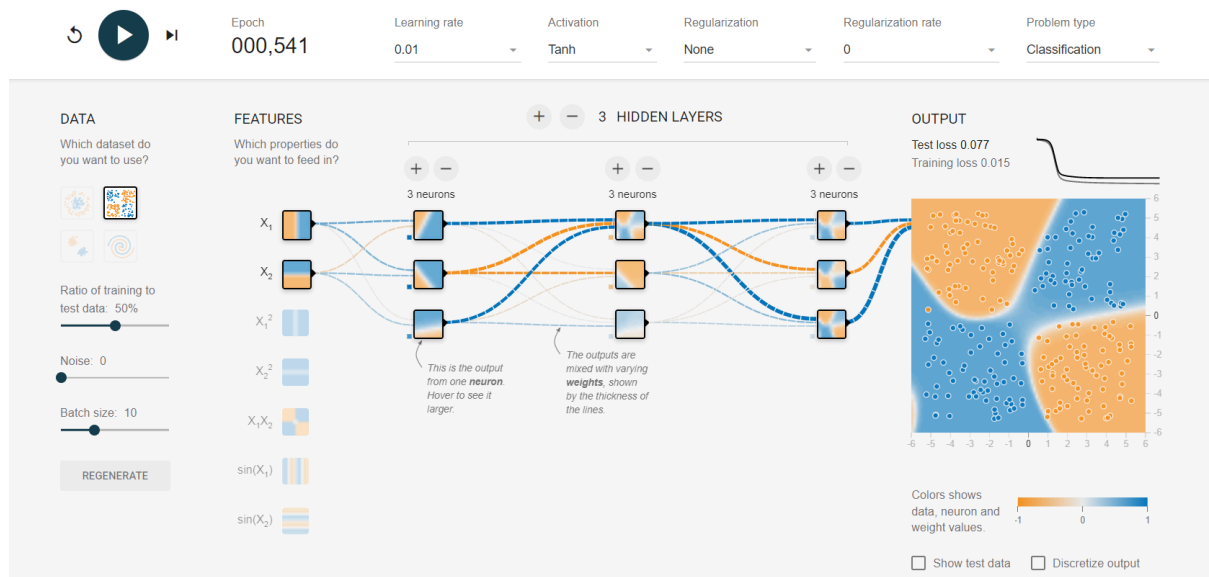 Epoch
000,541
Learning rate
0.01
Activation
Tanh
Regularization
None
Regularization rate
0
Problem type
Classification
DATA
Which dataset do
you want to use?
Ratio of training to
test data: 50%
Noise: 0
Batch size: 10
REGENERATE
FEATURES
Which properties do
you want to feed in?
X₁
X₂
X₁²
X₂²
X₁X₂
sin(X₁)
sin(X₂)
+ − 3 HIDDEN LAYERS
+ −
3 neurons
+ −
3 neurons
+ −
3 neurons
This is the output
from one neuron.
Hover to see it
larger.
The outputs are
mixed with varying
weights, shown
by the thickness of
the lines.
OUTPUT
Test loss 0.077
Training loss 0.015
6
5
4
3
2
1
0
-1
-2
-3
-4
-5
-6
-6 -5 -4 -3 -2 -1 0 1 2 3 4 5 6
Colors shows
data, neuron and
weight values.
-1 0 1
Show test data
Discretize output